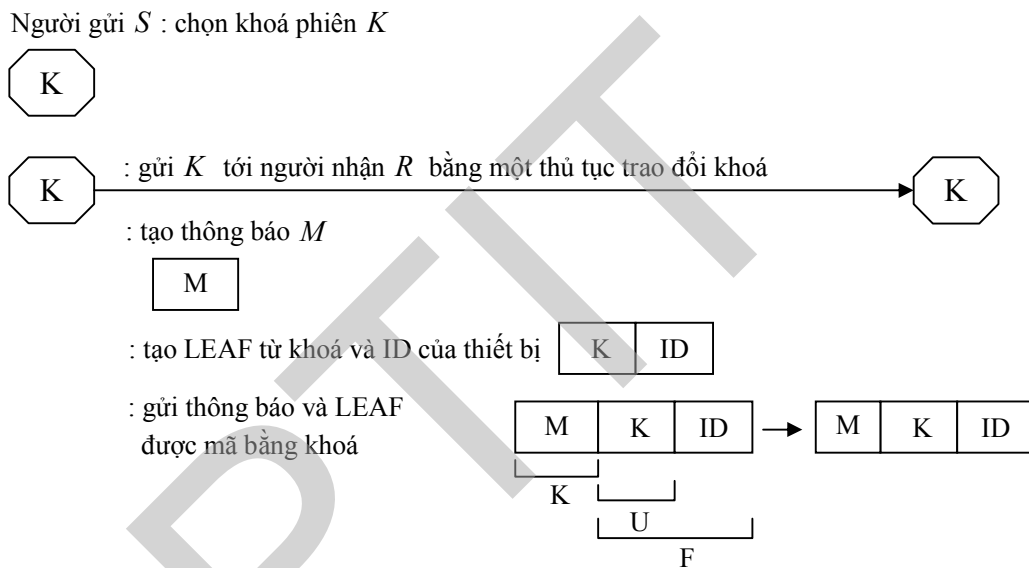 Người gửi S : chọn khoá phiên K
K
: gửi K tới người nhận R bằng một thủ tục trao đổi khoá
K K
: tạo thông báo M
M
: tạo LEAF từ khoá và ID của thiết bị K ID
: gửi thông báo và LEAF
được mã bằng khoá
M K ID M K ID
K
U
F
PTIT